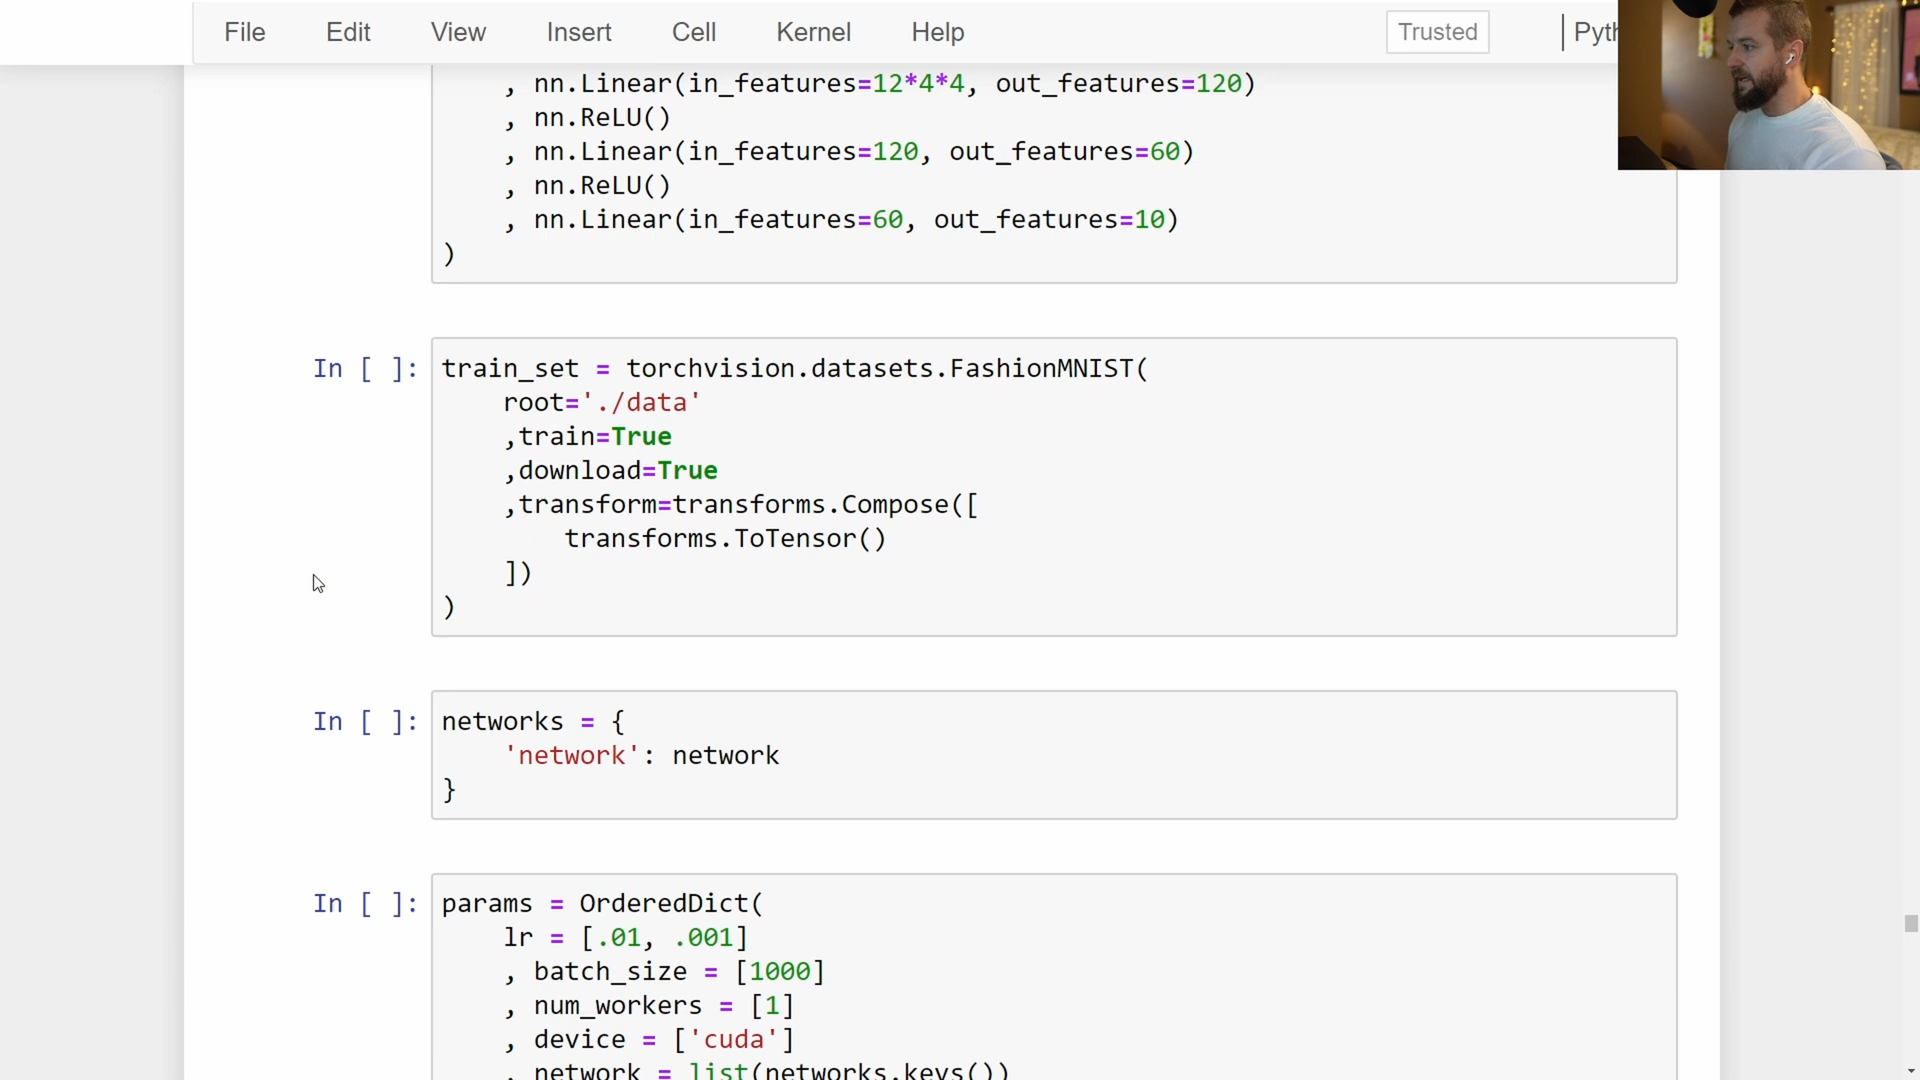 File Edit View Insert Cell Kernel Help Trusted
, nn.Linear(in_features=12*4*4, out_features=120)
, nn.ReLU()
, nn.Linear(in_features=120, out_features=60)
, nn.ReLU()
, nn.Linear(in_features=60, out_features=10)
)
In [ ]: train_set = torchvision.datasets.FashionMNIST(
root='./data'
,train=True
,download=True
,transform=transforms.Compose([
transforms.ToTensor()
])
)
In [ ]: networks = {
'network': network
}
In [ ]: params = OrderedDict(
lr = [.01, .001]
, batch_size = [1000]
, num_workers = [1]
, device = ['cuda']
, network = list(networks.keys())